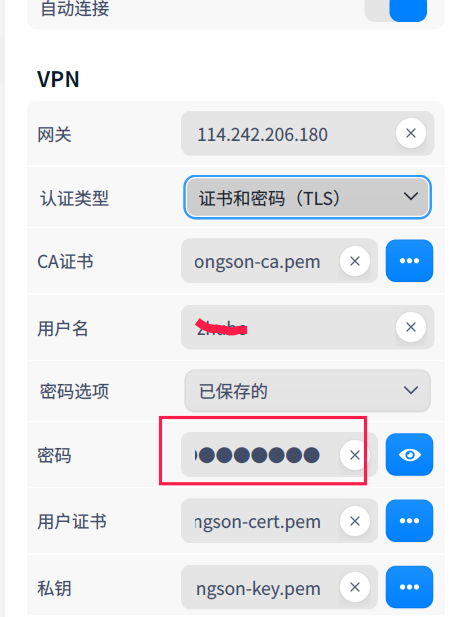 自动连接
VPN
网关 114.242.206.180
认证类型 证书和密码（TLS）
CA证书 ongson-ca.pem
用户名
密码选项 已保存的
密码 ●●●●●●●●
用户证书 ngson-cert.pem
私钥 ngson-key.pem